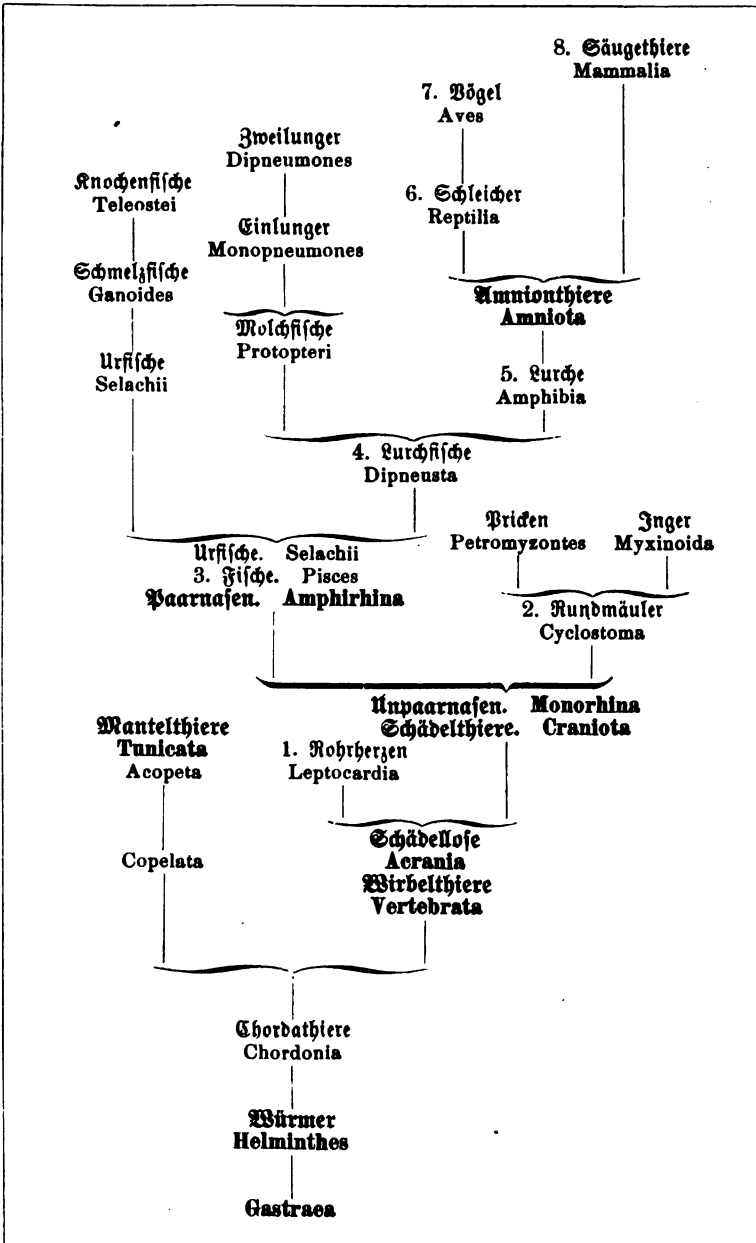 8. Säugethiere
Mammalia
7. Vögel
Aves
Zweilunger
Dipneumones
Knochenfische
Teleostei
6. Schleicher
Reptilia
Einlunger
Monopneumones
Schmelzfische
Ganoides
Amnionthiere
Amniota
Molchfische
Protopteri
Urfische
Selachii
5. Lurche
Amphibia
4. Lurchfische
Dipneusta
Pricken
Petromyzontes
Inger
Myxinoida
Urfische. Selachii
3. Fische. Pisces
Paarnasen. Amphirhina
2. Rundmäuler
Cyclostoma
Unpaarnasen. Monorhina
Schädelthiere. Craniota
Mantelthiere
Tunicata
Acopeta
1. Rohrherzen
Leptocardia
Schädellose
Acrania
Wirbelthiere
Vertebrata
Copelata
Chordathiere
Chordonia
Würmer
Helminthes
Gastraea